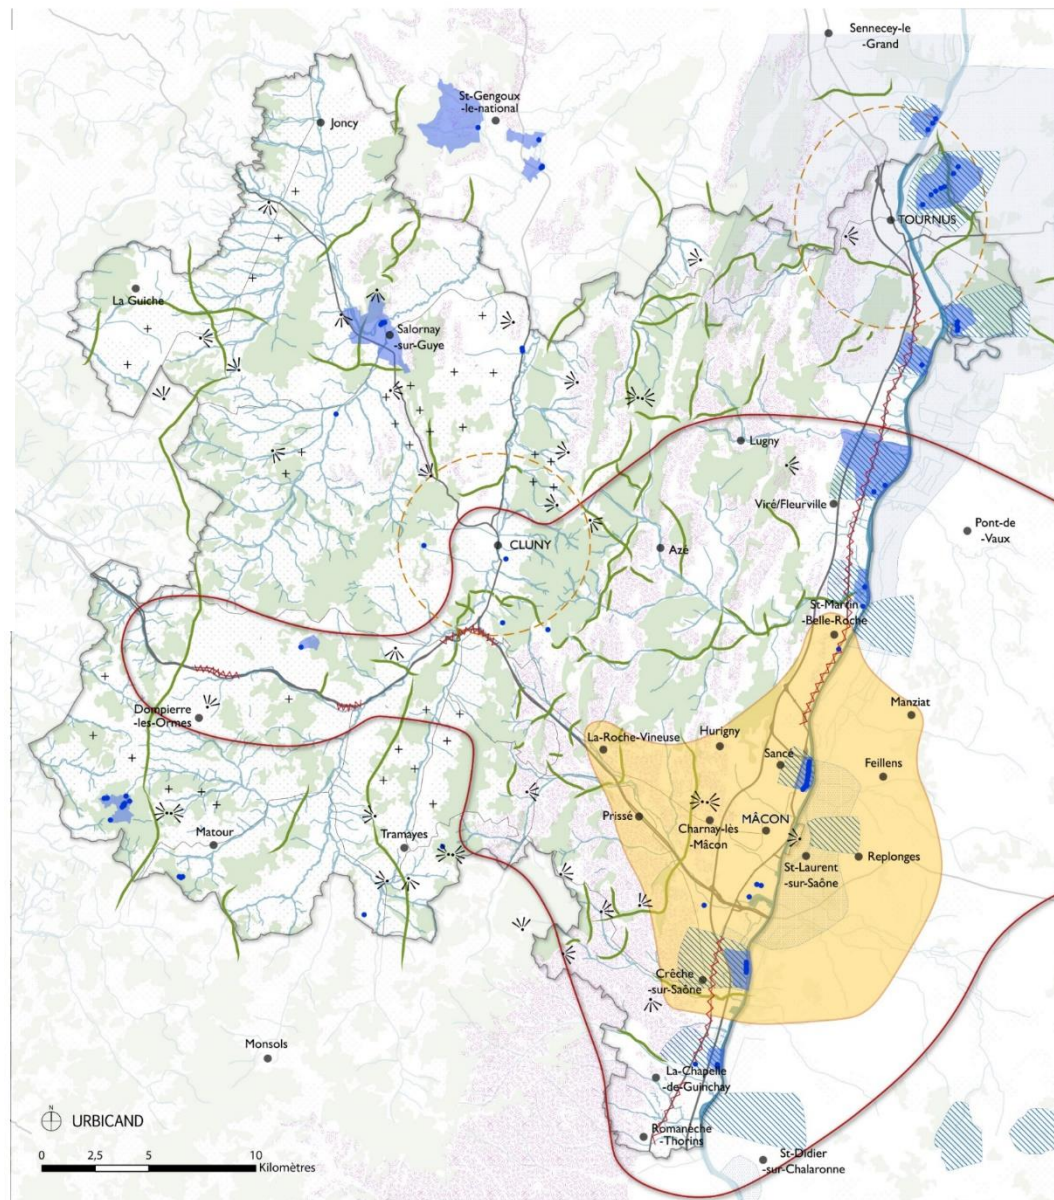 Sennecey-le
-Grand
St-Gengoux
-le-national
Joncy
TOURNUS
La Guiche
Salornay
-sur-Guye
Lugny
Viré/Fleurville
Pont-de
-Vaux
CLUNY
Azé
St-Martin
-Belle-Roche
Manziat
Dompierre
-les-Ormes
La-Roche-Vineuse
Hurigny
Sancé
Feillens
Prissé
Charnay-lès
-Mâcon
MÂCON
Matour
Tramayes
St-Laurent
-sur-Saône
Replonges
Crêche
-sur-Saône
Monsols
La-Chapelle
-de-Guinchay
Romanèche
-Thorins
St-Didier
-sur-Chalaronne
N
URBICAND
0 2,5 5 10
Kilomètres